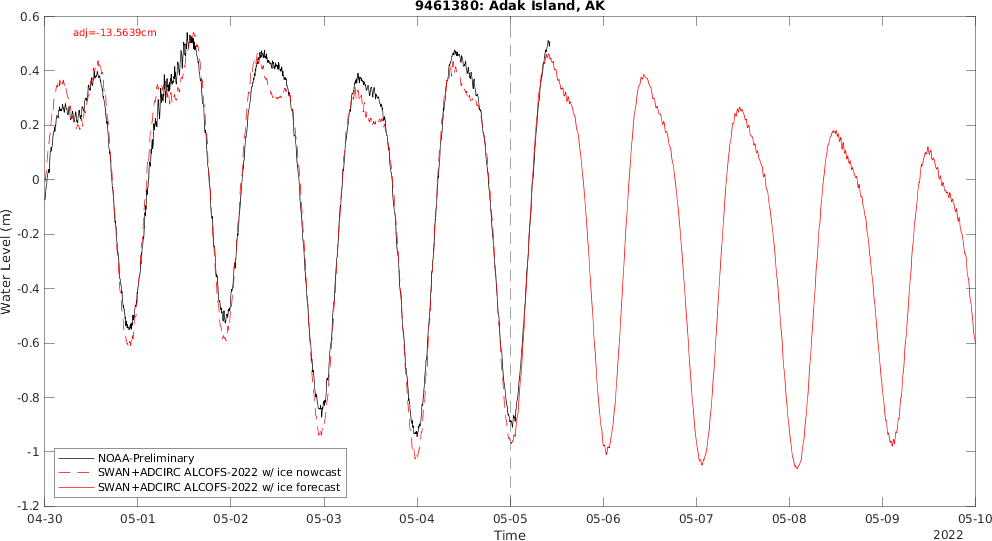 9461380: Adak Island, AK
adj=-13.5639cm
0.6
0.4
0.2
0
-0.2
-0.4
-0.6
-0.8
-1
-1.2
Water Level (m)
NOAA-Preliminary
SWAN+ADCIRC ALCOFS-2022 w/ ice nowcast
SWAN+ADCIRC ALCOFS-2022 w/ ice forecast
04-30 05-01 05-02 05-03 05-04 05-05 05-06 05-07 05-08 05-09 05-10
Time
2022